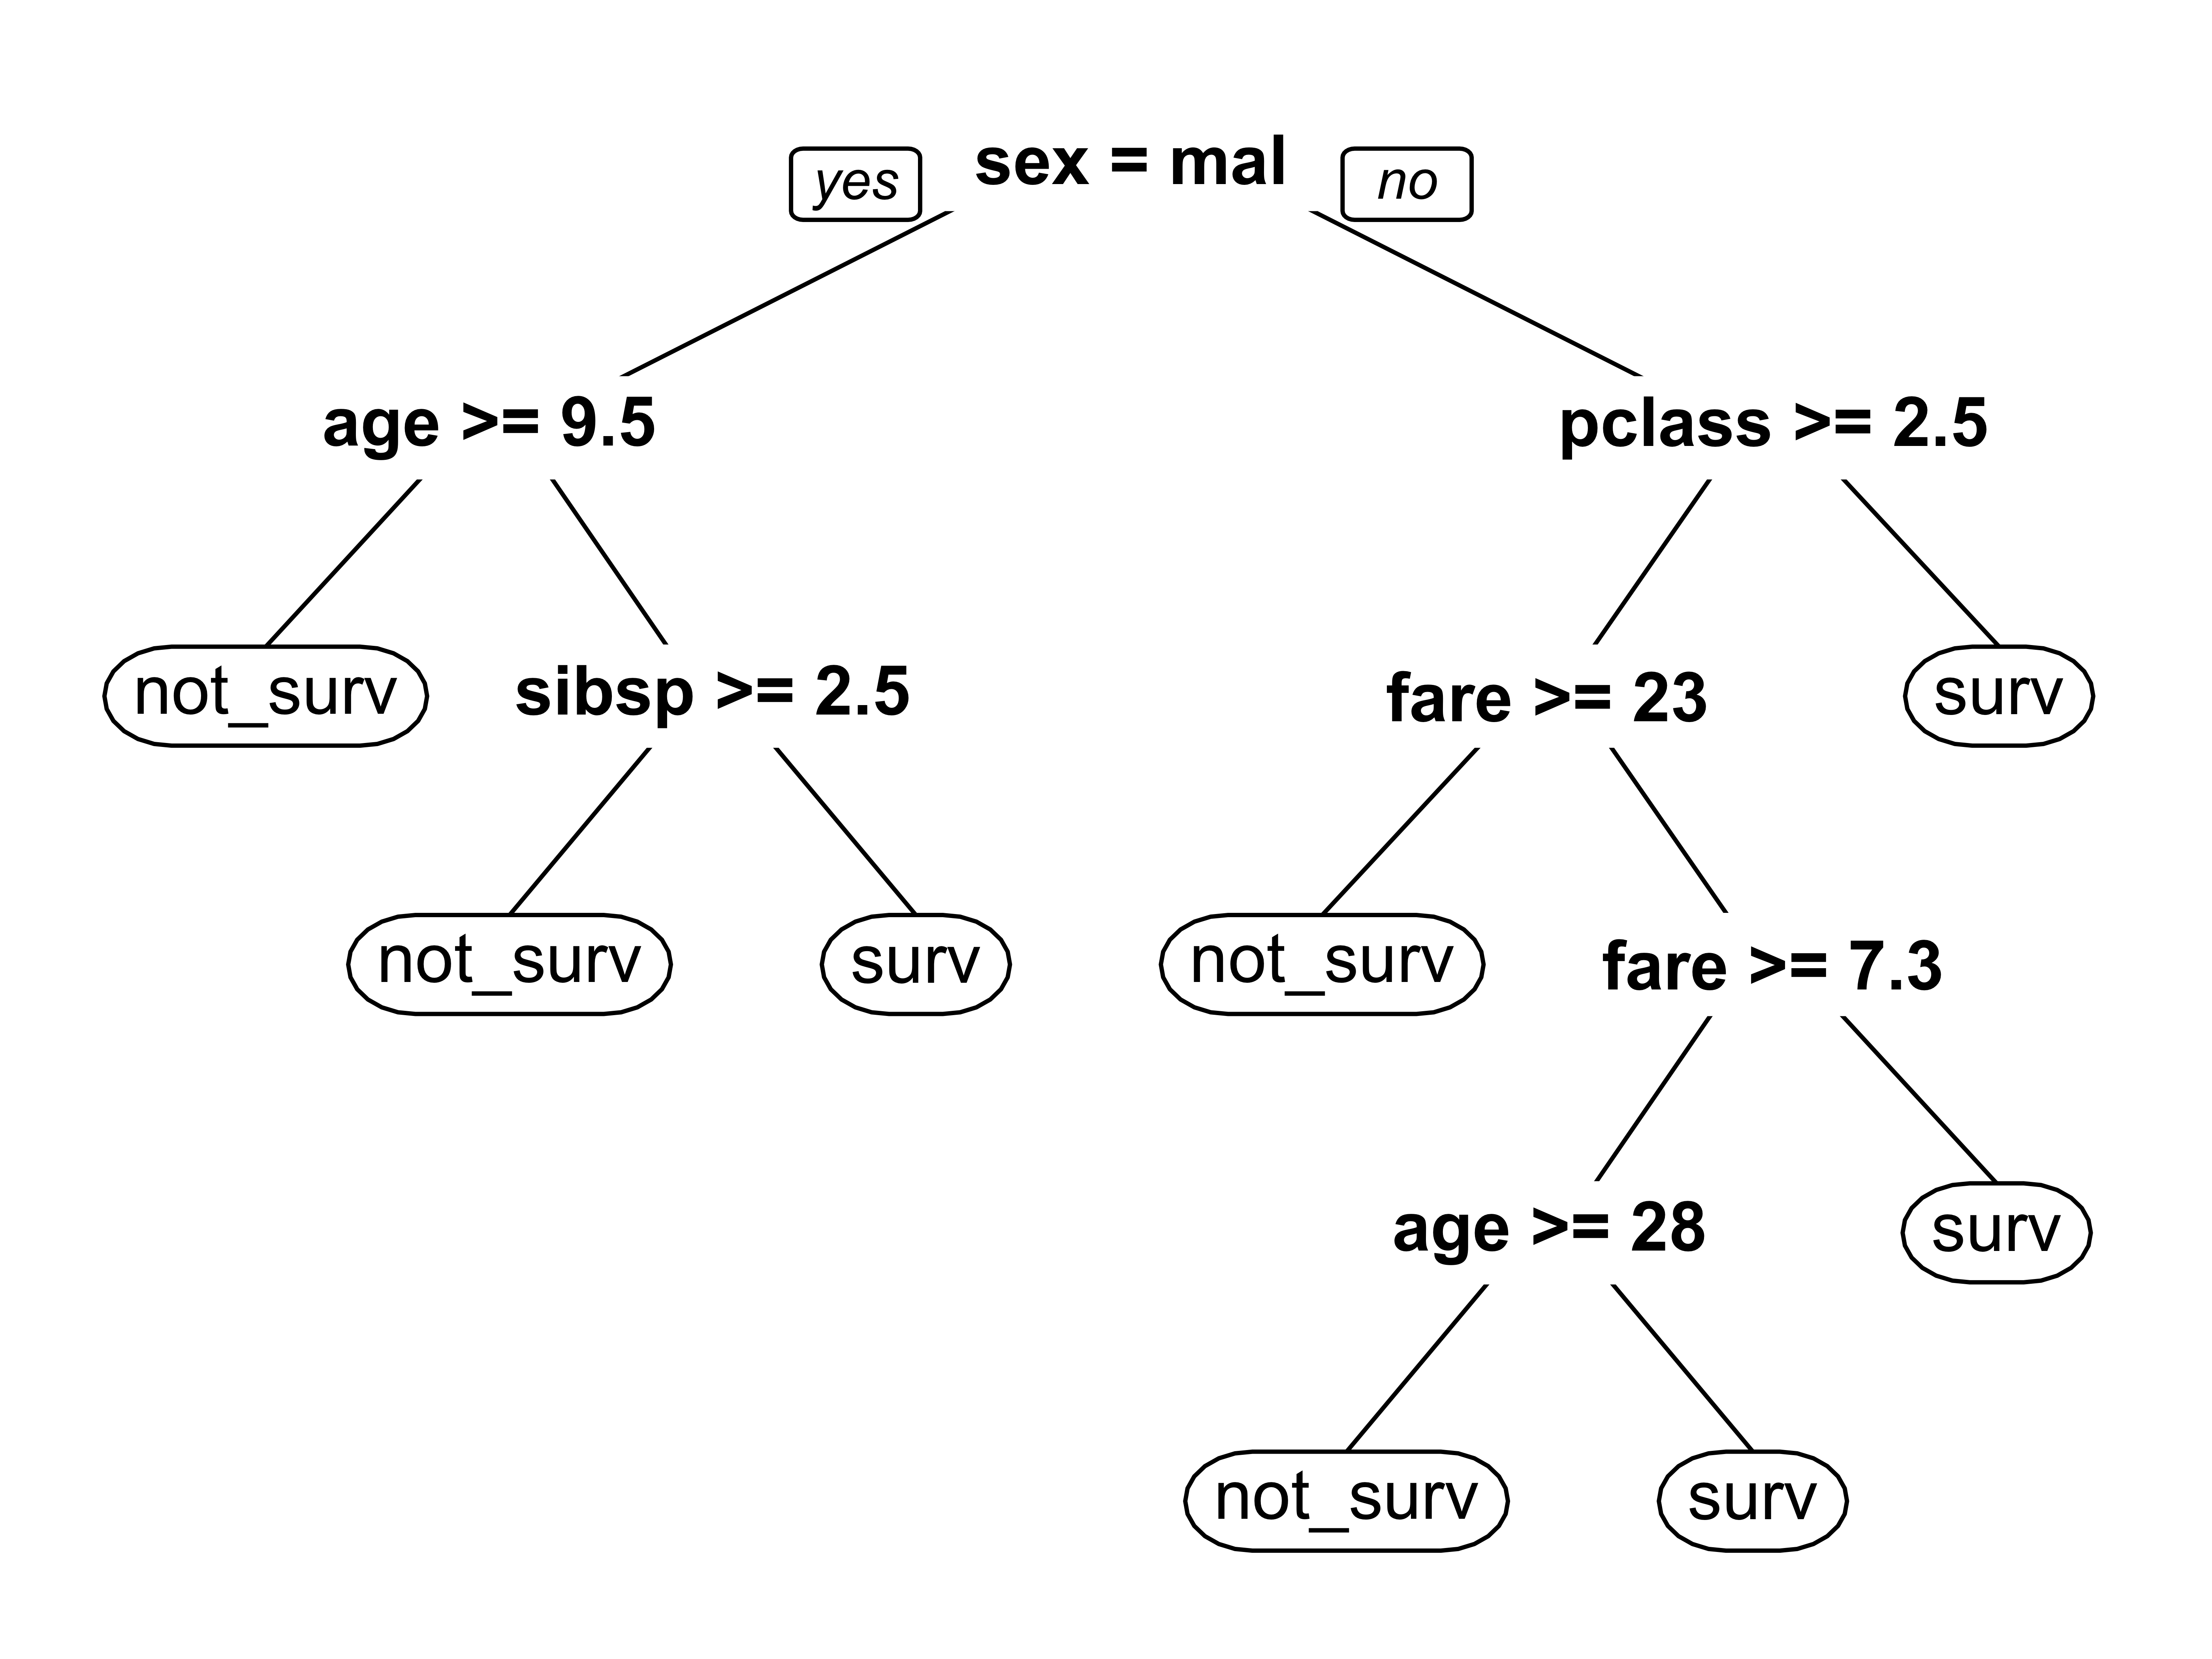 yes
sex = mal
no
age >= 9.5
pclass >= 2.5
not_surv
sibsp >= 2.5
fare >= 23
surv
not_surv
surv
not_surv
fare >= 7.3
age >= 28
surv
not_surv
surv